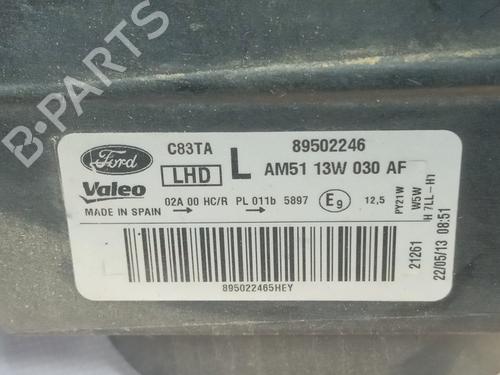 B-PARTS
Ford
C83TA
89502246
LHD
L
AM51 13W 030 AF
Valeo
02A 00 HC/R PL 011b 5897 E9 12,5
MADE IN SPAIN
PY21W
W5W
H 7LL-H1
21261
22/05/13 08:51
895022465HEY